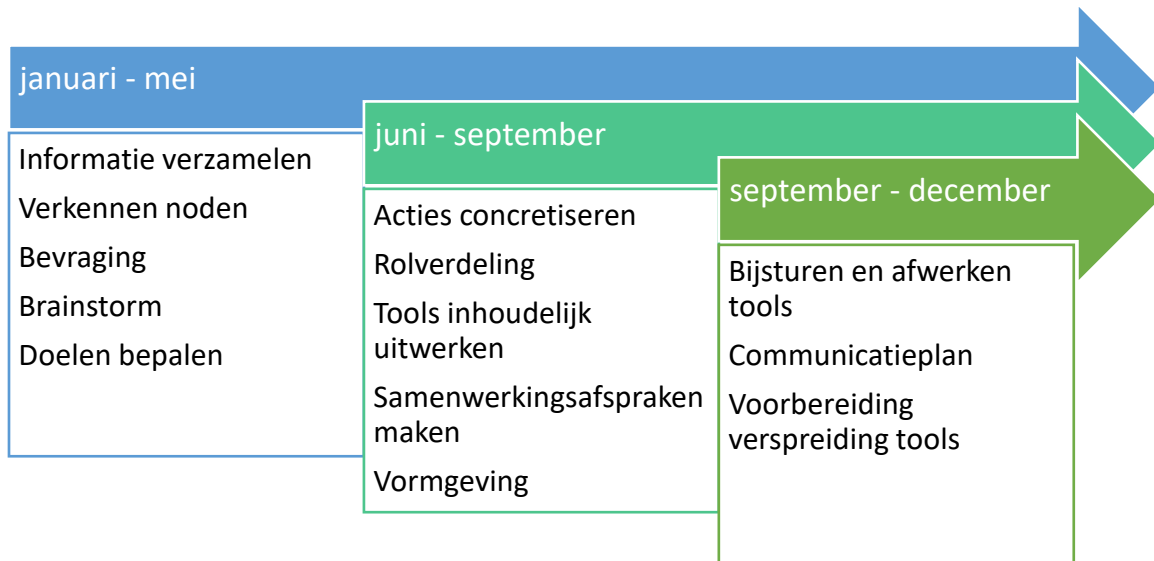 januari - mei
Informatie verzamelen
Verkennen noden
Bevraging
Brainstorm
Doelen bepalen
juni - september
Acties concretiseren
Rolverdeling
Tools inhoudelijk
uitwerken
Samenwerkingsafspraken
maken
Vormgeving
september - december
Bijsturen en afwerken
tools
Communicatieplan
Voorbereiding
verspreiding tools